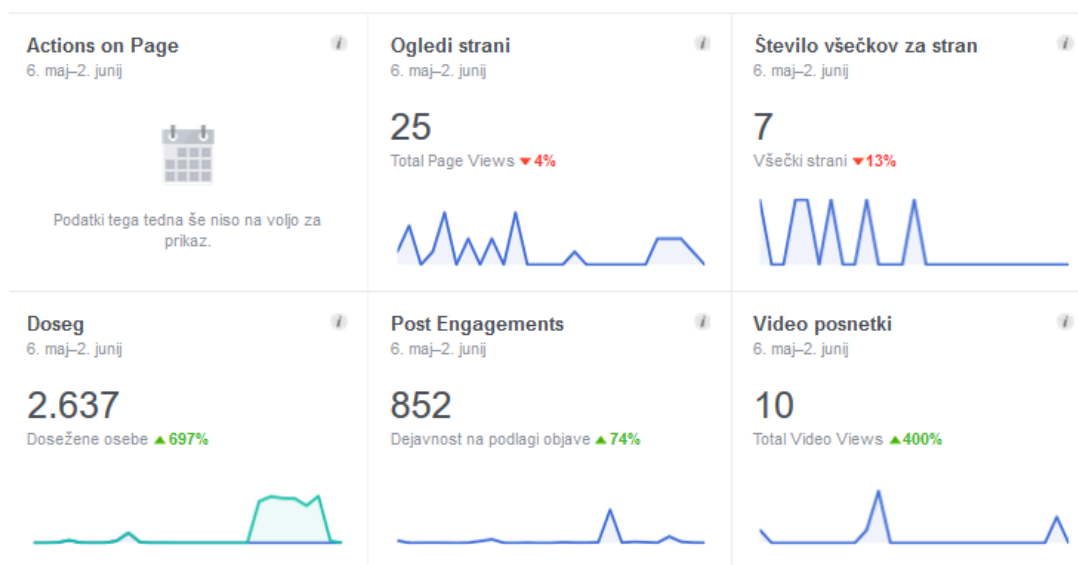 Actions on Page
6. maj–2. junij
Podatki tega tedna še niso na voljo za
prikaz.
Ogledi strani
6. maj–2. junij
25
Total Page Views 4%
Število všečkov za stran
6. maj–2. junij
7
Všečki strani 13%
Doseg
6. maj–2. junij
2.637
Dosežene osebe 697%
Post Engagements
6. maj–2. junij
852
Dejavnost na podlagi objave 74%
Video posnetki
6. maj–2. junij
10
Total Video Views 400%